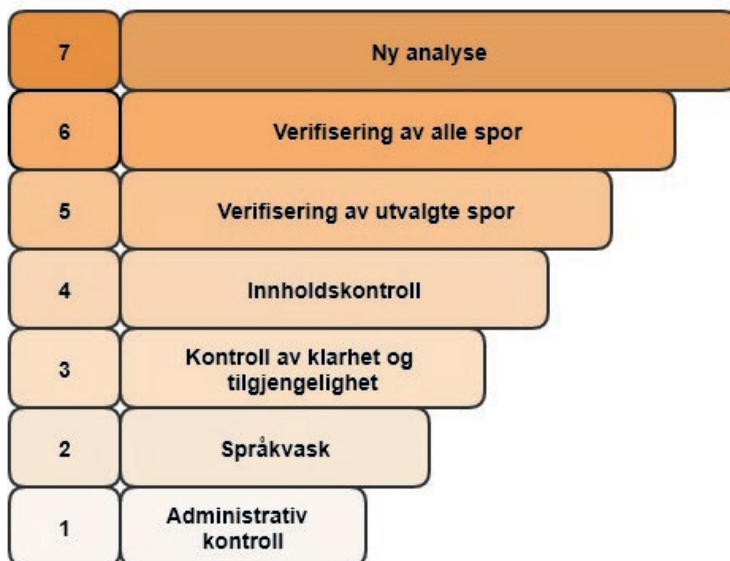 7 Ny analyse
6 Verifisering av alle spor
5 Verifisering av utvalgte spor
4 Innholdskontroll
3 Kontroll av klarhet og
tilgjengelighet
2 Språkvask
1 Administrativ
kontroll